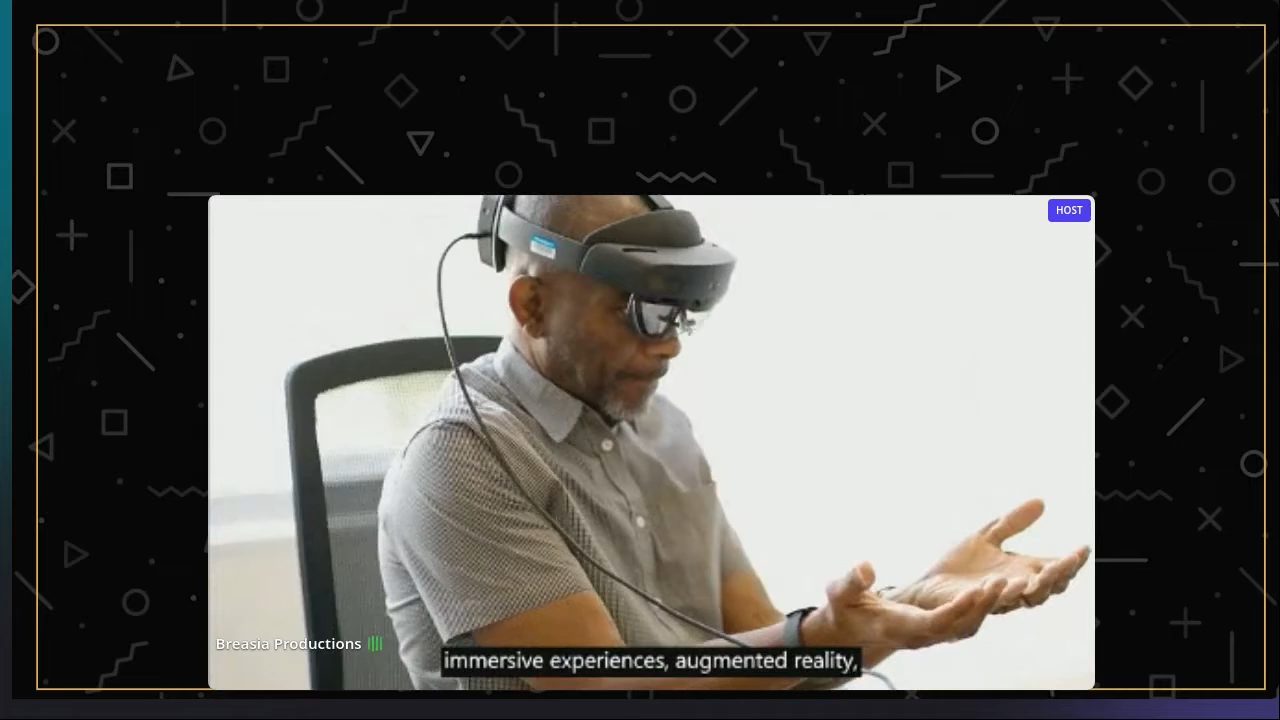 HOST
Breasia Productions
immersive experiences, augmented reality,